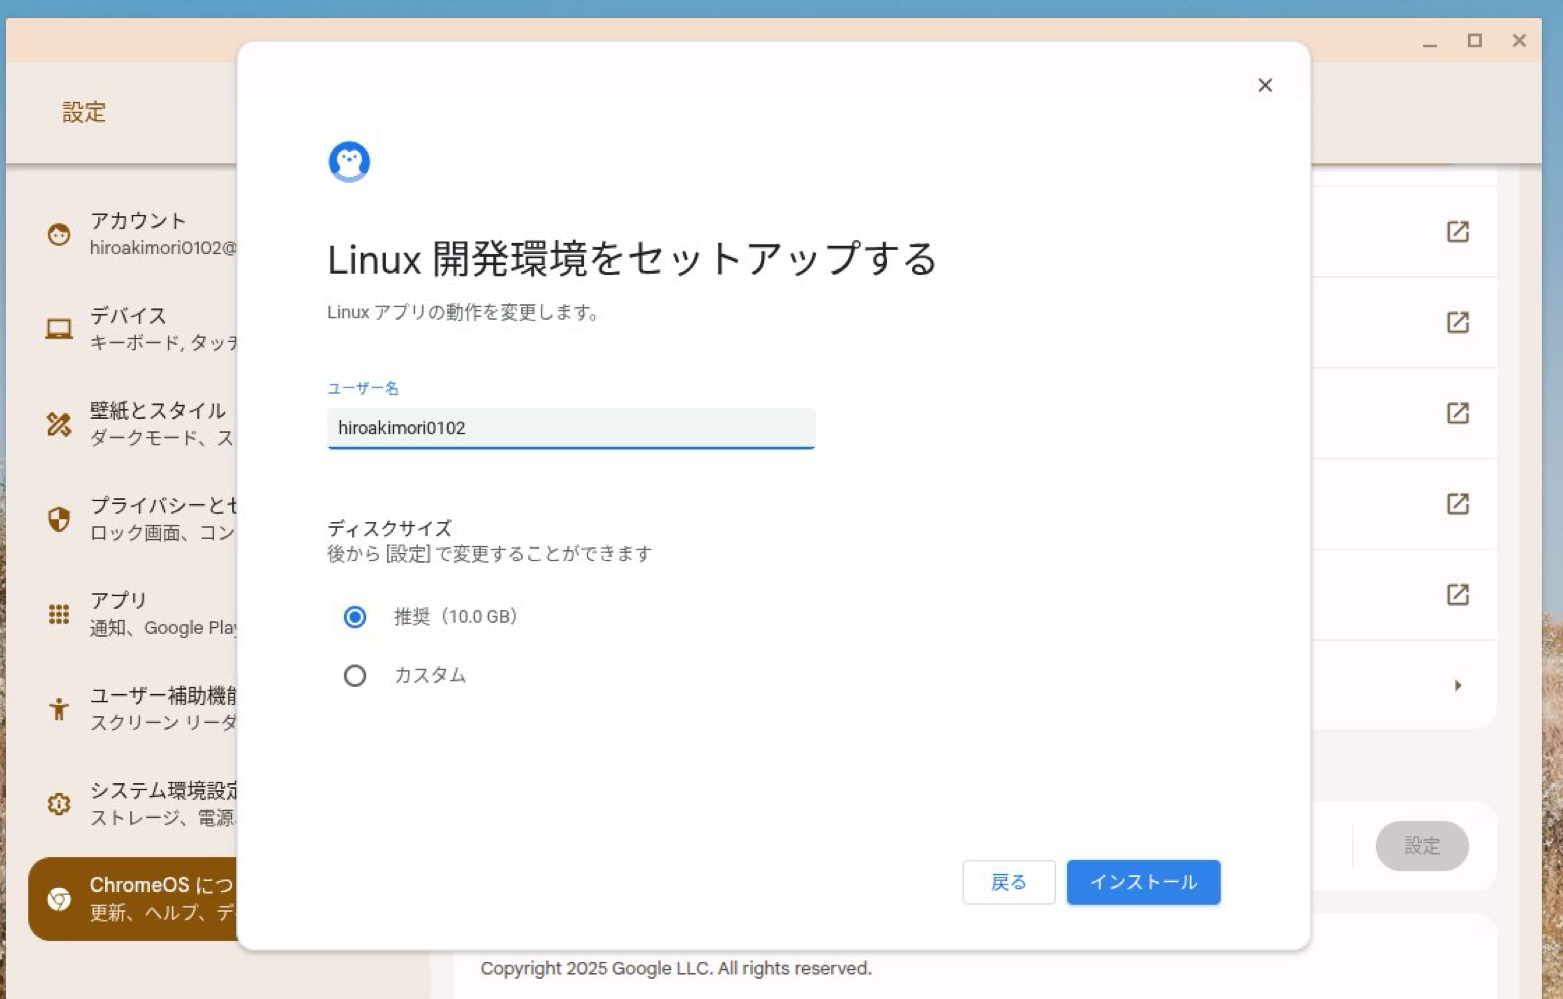 設定
アカウント
hiroakimori0102@
デバイス
キーボード, タッチ
壁紙とスタイル
ダークモード、ス
プライバシーとセ
ロック画面、コン
アプリ
通知、Google Play
ユーザー補助機能
スクリーン リーダ
システム環境設定
ストレージ、電源、
ChromeOS につ
更新、ヘルプ、デ
Linux 開発環境をセットアップする
Linux アプリの動作を変更します。
ユーザー名
hiroakimori0102
ディスクサイズ
後から [設定] で変更することができます
推奨（10.0 GB）
カスタム
戻る
インストール
設定
Copyright 2025 Google LLC. All rights reserved.